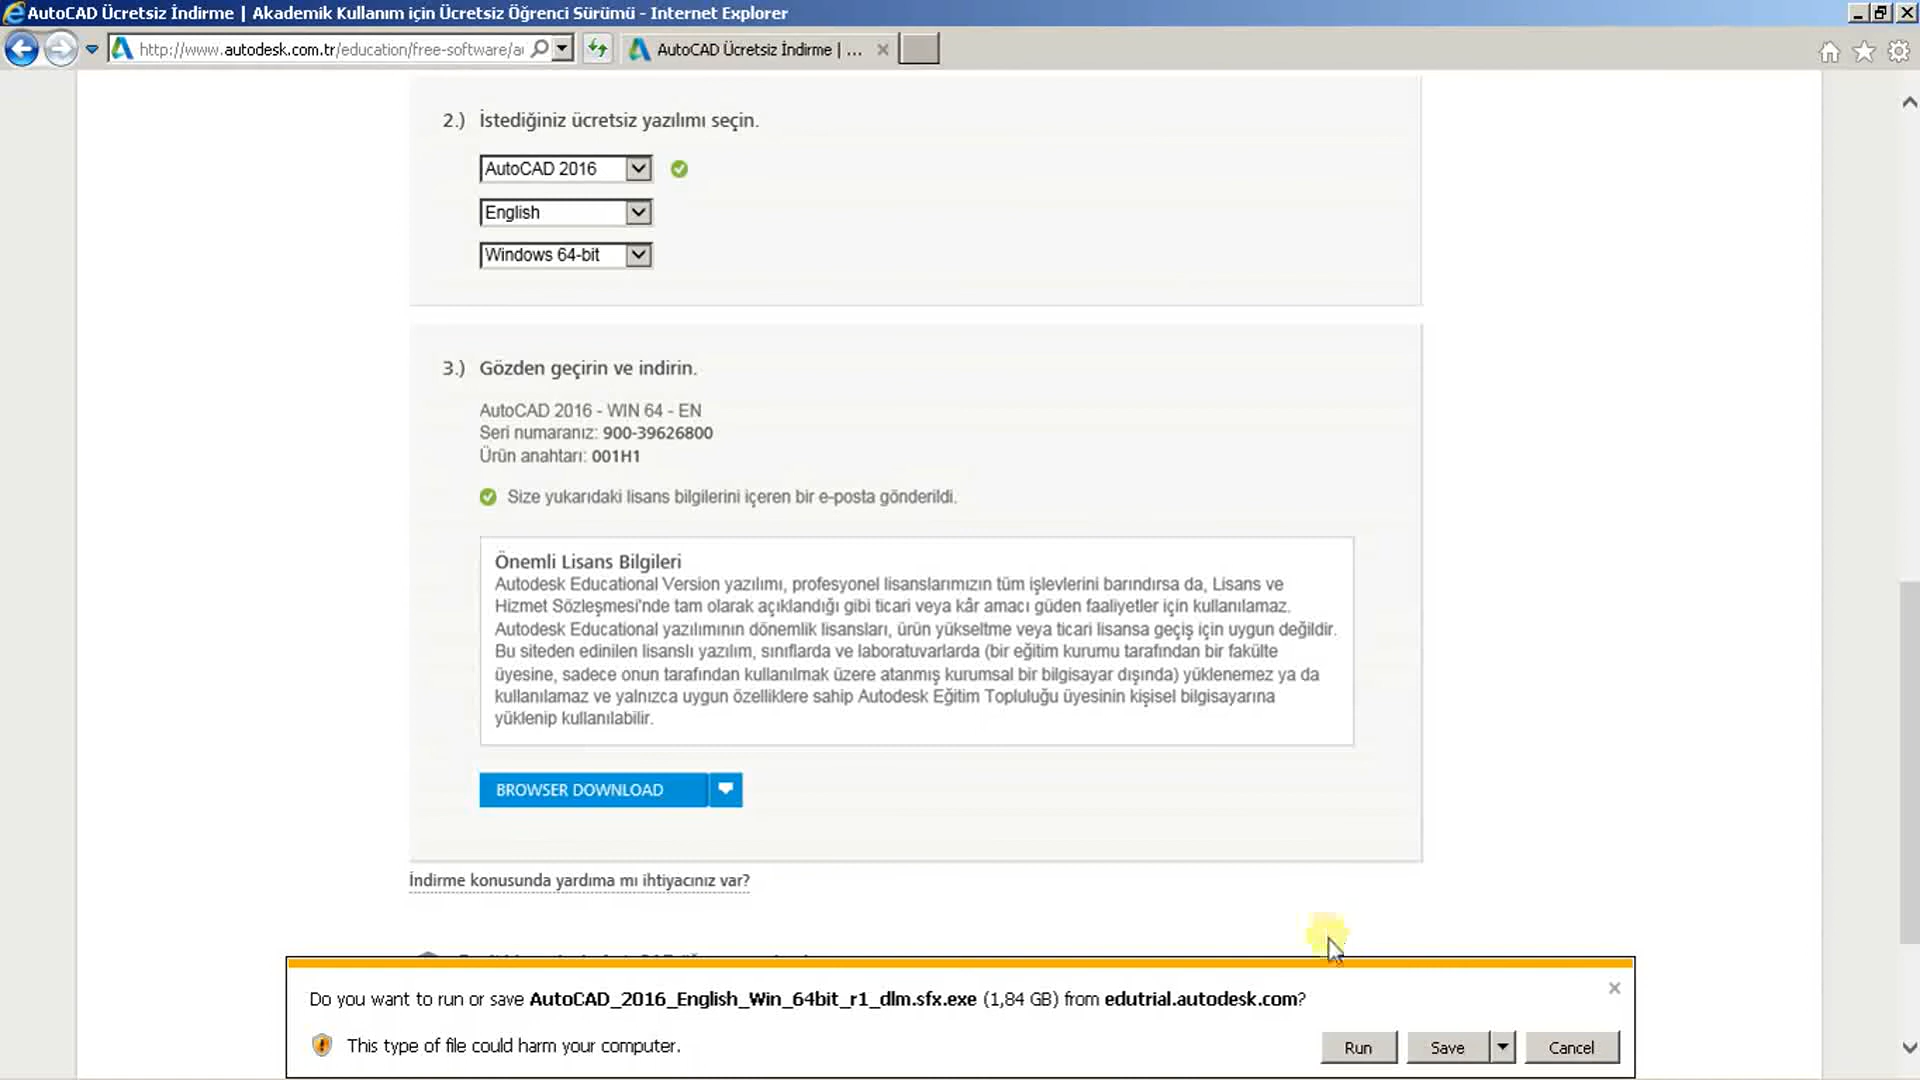 AutoCAD Ücretsiz İndirme | Akademik Kullanım için Ücretsiz Öğrenci Sürümü - Internet Explorer
http://www.autodesk.com.tr/education/free-software/a
AutoCAD Ücretsiz İndirme | ...
2.) İstediğiniz ücretsiz yazılımı seçin.
AutoCAD 2016
English
Windows 64-bit
3.) Gözden geçirin ve indirin.
AutoCAD 2016 - WIN 64 - EN
Seri numaranız: 900-39626800
Ürün anahtarı: 001H1
Size yukarıdaki lisans bilgilerini içeren bir e-posta gönderildi.
Önemli Lisans Bilgileri
Autodesk Educational Version yazılımı, profesyonel lisanslarımızın tüm işlevlerini barındırsa da, Lisans ve
Hizmet Sözleşmesi'nde tam olarak açıklandığı gibi ticari veya kâr amacı güden faaliyetler için kullanılamaz.
Autodesk Educational yazılımının dönemlik lisansları, ürün yükseltme veya ticari lisansa geçiş için uygun değildir.
Bu siteden edinilen lisanslı yazılım, sınıflarda ve laboratuvarlarda (bir eğitim kurumu tarafından bir fakülte
üyesine, sadece onun tarafından kullanılmak üzere atanmış kurumsal bir bilgisayar dışında) yüklenemez ya da
kullanılamaz ve yalnızca uygun özelliklere sahip Autodesk Eğitim Topluluğu üyesinin kişisel bilgisayarına
yüklenip kullanılabilir.
BROWSER DOWNLOAD
İndirme konusunda yardıma mı ihtiyacınız var?
Do you want to run or save AutoCAD_2016_English_Win_64bit_r1_dlm.sfx.exe (1,84 GB) from edutrial.autodesk.com?
This type of file could harm your computer.
Run
Save
Cancel